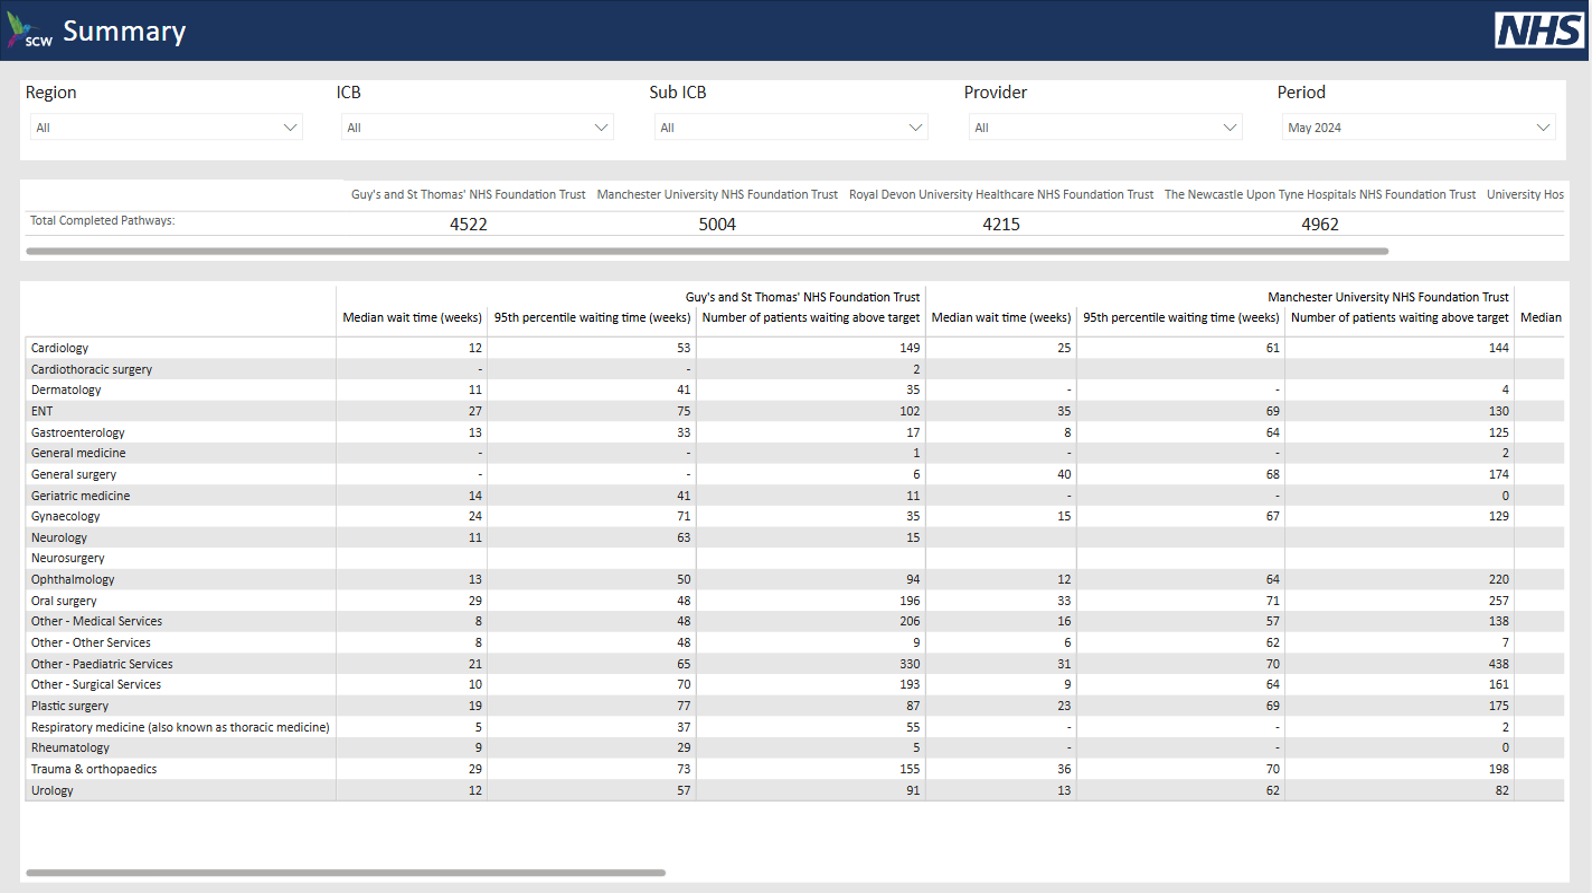 SCW Summary NHS
Region ICB Sub ICB Provider Period
All All All All May 2024
Guy's and St Thomas' NHS Foundation Trust Manchester University NHS Foundation Trust Royal Devon University Healthcare NHS Foundation Trust The Newcastle Upon Tyne Hospitals NHS Foundation Trust University Hos
Total Completed Pathways: 4522 5004 4215 4962
Guy's and St Thomas' NHS Foundation Trust Manchester University NHS Foundation Trust
Median wait time (weeks) 95th percentile waiting time (weeks) Number of patients waiting above target Median wait time (weeks) 95th percentile waiting time (weeks) Number of patients waiting above target Median
Cardiology 12 53 149 25 61 144
Cardiothoracic surgery - - 2
Dermatology 11 41 35 - - 4
ENT 27 75 102 35 69 130
Gastroenterology 13 33 17 8 64 125
General medicine - - 1 - - 2
General surgery - - 6 40 68 174
Geriatric medicine 14 41 11 - - 0
Gynaecology 24 71 35 15 67 129
Neurology 11 63 15
Neurosurgery
Ophthalmology 13 50 94 12 64 220
Oral surgery 29 48 196 33 71 257
Other - Medical Services 8 48 206 16 57 138
Other - Other Services 8 48 9 6 62 7
Other - Paediatric Services 21 65 330 31 70 438
Other - Surgical Services 10 70 193 9 64 161
Plastic surgery 19 77 87 23 69 175
Respiratory medicine (also known as thoracic medicine) 5 37 55 - - 2
Rheumatology 9 29 5 - - 0
Trauma & orthopaedics 29 73 155 36 70 198
Urology 12 57 91 13 62 82